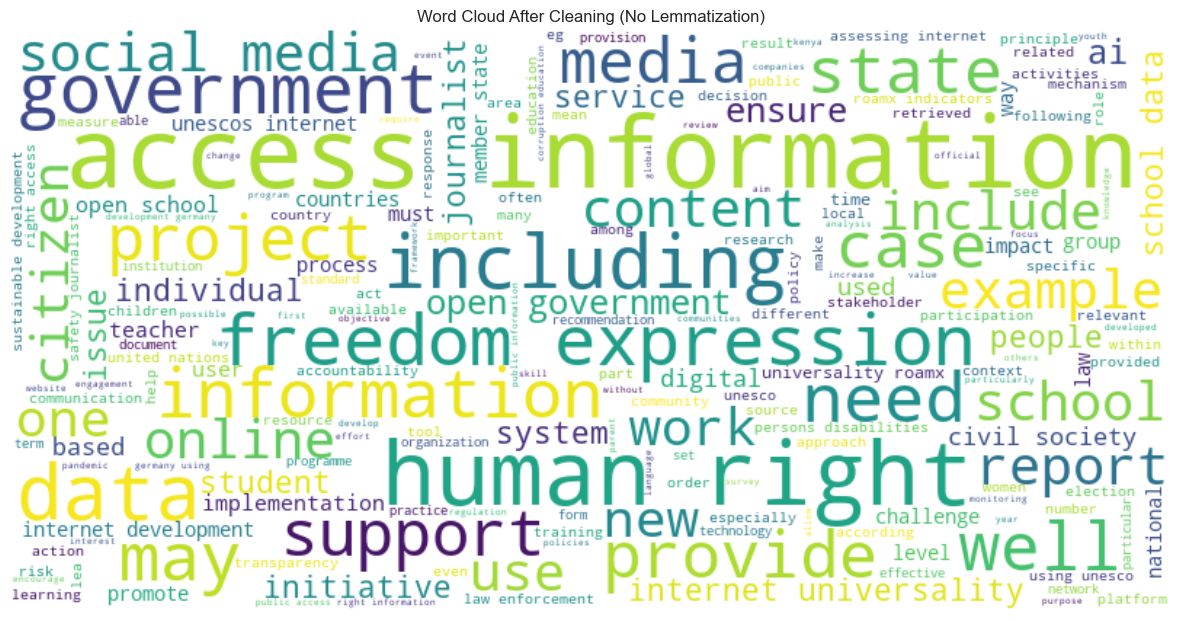 Word Cloud After Cleaning (No Lemmatization)
social media
government
access information
media
state
ai
school data
journalist
member state
service
ensure
citizen
project
including
content
include
case
example
freedom expression
information
human right
open government
open school
countries
unescos internet
measure
able
event
require
response
area
eg
provision
education
corruption education
mean
result
kenya
companies
public
decision
review
assessing internet
principle
youth
related
activities
mechanism
roamx indicators
retrieved
way
following
role
change
global
official
sustainable development
right access
program
development germany
country
must
often
many
important
among
research
aim
time
local
analysis
see
knowledge
impact
group
focus
specific
make
policy
institution
process
standard
framework
individual
act
available
issue
safety journalist
children
possible
teacher
document
first
objective
key
public information
recommendation
communities
different
used
stakeholder
increase
value
participation
relevant
developed
within
people
others
law
provided
context
particularly
united nations
user
accountability
skill
without
part
digital
universality roamx
unesco
community
need
school
website
engagement
communication
help
one
online
resource
develop
tool
organization
effort
system
parent
work
source
persons disabilities
approach
civil society
report
term
based
pandemic
germany using
programme
data
student
language
set
survey
order
women
monitoring
election
implementation
practice
regulation
support
form
training
new
especially
technology
policies
allow
according
challenge
number
year
particular
national
well
internet development
action
interest
risk
encourage
learning
lea
may
promote
transparency
even
initiative
public access
right information
use
law enforcement
provide
level
effective
internet universality
using unesco
network
purpose
platform